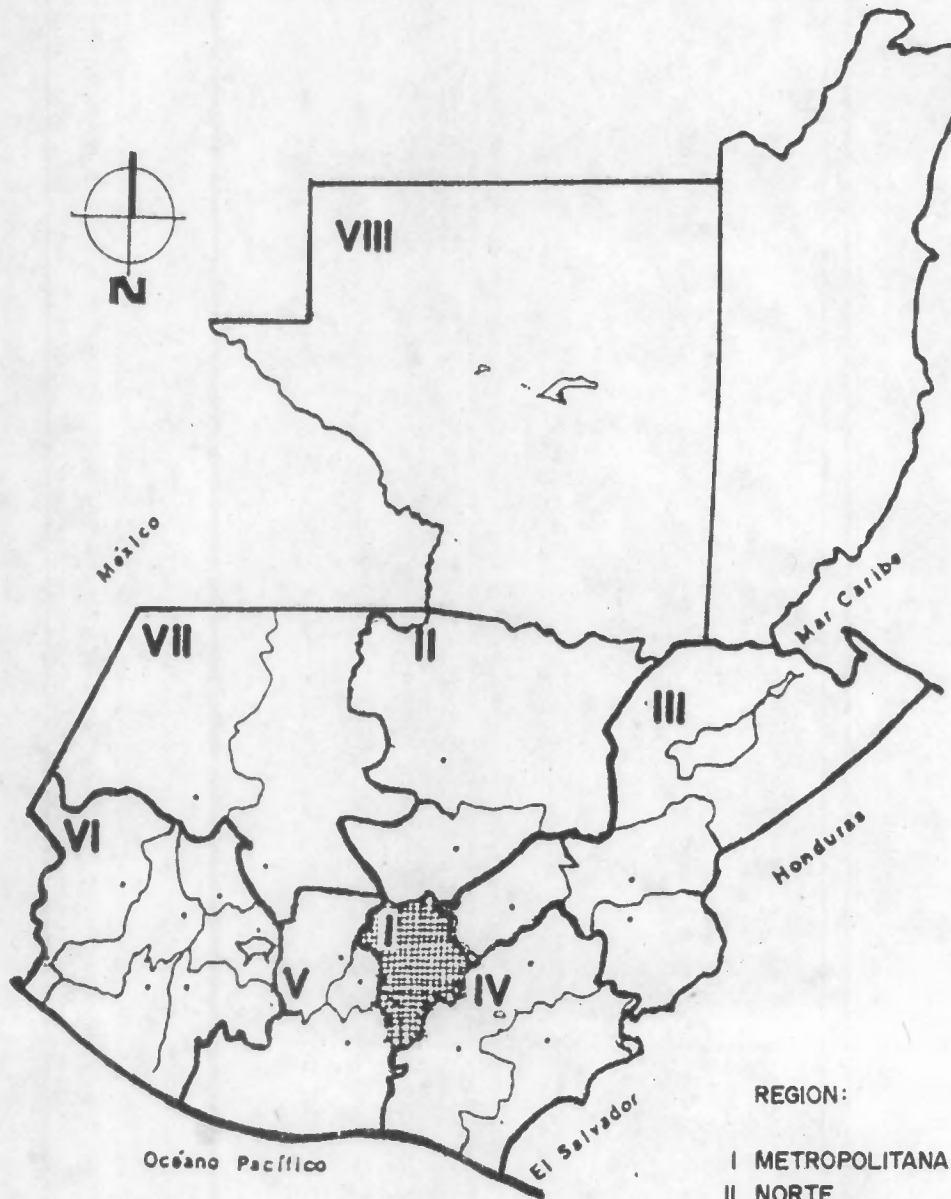 N
VIII
México
Mar Caribe
VII
II
III
VI
Honduras
I
V
IV
El Salvador
Océano Pacífico
REGION:
I METROPOLITANA
II NORTE